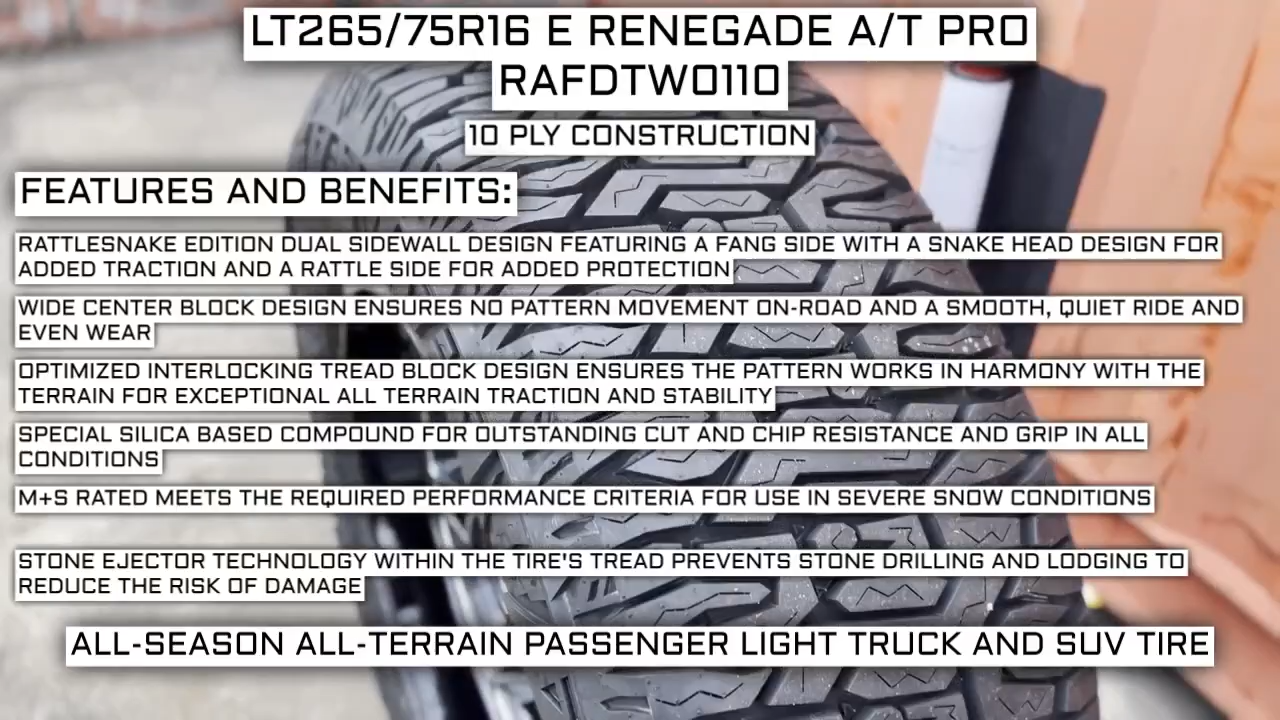 LT265/75R16 E RENEGADE A/T PRO
RAFDTW0110
10 PLY CONSTRUCTION
FEATURES AND BENEFITS:
RATTLESNAKE EDITION DUAL SIDEWALL DESIGN FEATURING A FANG SIDE WITH A SNAKE HEAD DESIGN FOR
ADDED TRACTION AND A RATTLE SIDE FOR ADDED PROTECTION
WIDE CENTER BLOCK DESIGN ENSURES NO PATTERN MOVEMENT ON-ROAD AND A SMOOTH, QUIET RIDE AND
EVEN WEAR
OPTIMIZED INTERLOCKING TREAD BLOCK DESIGN ENSURES THE PATTERN WORKS IN HARMONY WITH THE
TERRAIN FOR EXCEPTIONAL ALL TERRAIN TRACTION AND STABILITY
SPECIAL SILICA BASED COMPOUND FOR OUTSTANDING CUT AND CHIP RESISTANCE AND GRIP IN ALL
CONDITIONS
M+S RATED MEETS THE REQUIRED PERFORMANCE CRITERIA FOR USE IN SEVERE SNOW CONDITIONS
STONE EJECTOR TECHNOLOGY WITHIN THE TIRE'S TREAD PREVENTS STONE DRILLING AND LODGING TO
REDUCE THE RISK OF DAMAGE
ALL-SEASON ALL-TERRAIN PASSENGER LIGHT TRUCK AND SUV TIRE